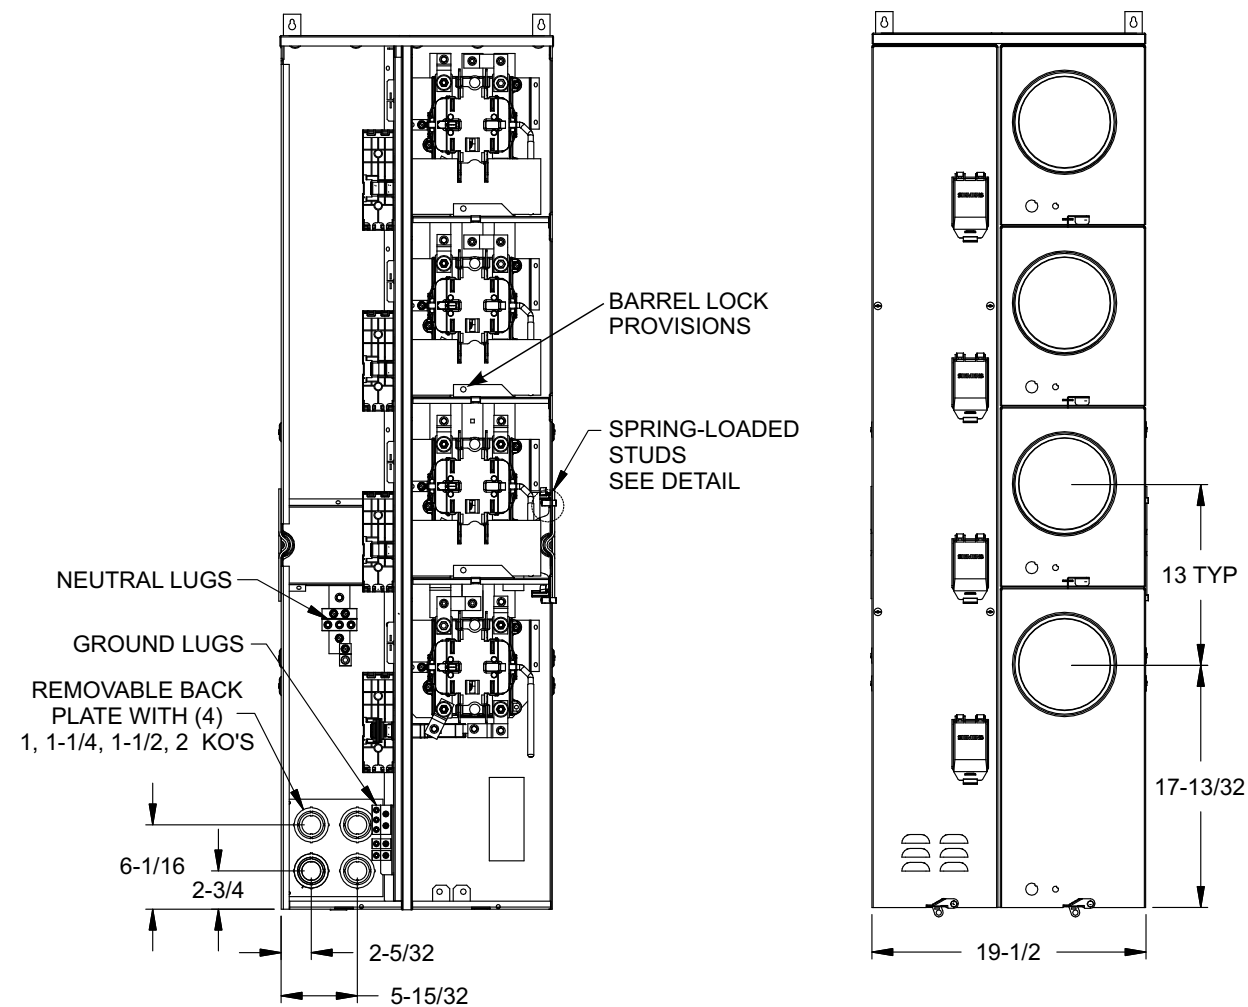 BARREL LOCK
PROVISIONS
SPRING-LOADED
STUDS
SEE DETAIL
NEUTRAL LUGS
GROUND LUGS
REMOVABLE BACK
PLATE WITH (4)
1, 1-1/4, 1-1/2, 2 KO'S
6-1/16
2-3/4
2-5/32
5-15/32
13 TYP
17-13/32
19-1/2